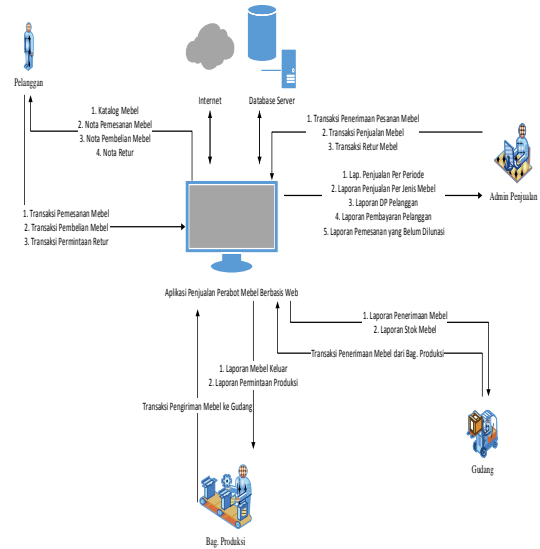 Pelanggan
Internet
Database Server
1. Katalog Mebel
2. Nota Pemesanan Mebel
3. Nota Pembelian Mebel
4. Nota Retur
1. Transaksi Penerimaan Pesanan Mebel
2. Transaksi Penjualan Mebel
3. Transaksi Retur Mebel
Admin Penjualan
1. Lap. Penjualan Per Periode
2. Laporan Penjualan Per Jenis Mebel
3. Laporan DP Pelanggan
4. Laporan Pembayaran Pelanggan
5. Laporan Pemesanan yang Belum Dilunasi
1. Transaksi Pemesanan Mebel
2. Transaksi Pembelian Mebel
3. Transaksi Permintaan Retur
Aplikasi Penjualan Perabot Mebel Berbasis Web
1. Laporan Penerimaan Mebel
2. Laporan Stok Mebel
Transaksi Penerimaan Mebel dari Bag. Produksi
1. Laporan Mebel Keluar
2. Laporan Permintaan Produksi
Transaksi Pengiriman Mebel ke Gudang
Gudang
Bag. Produksi